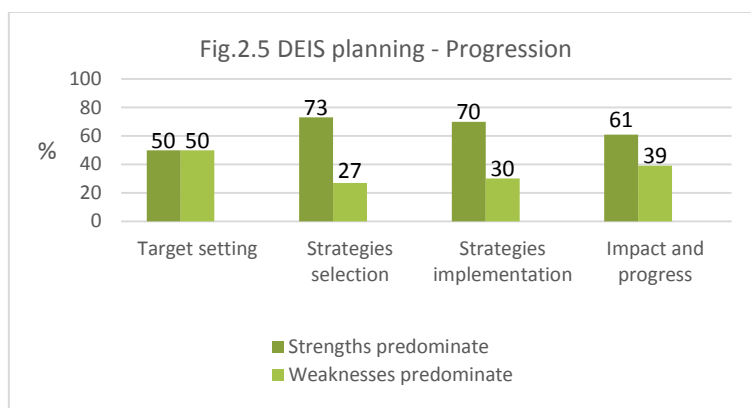 Fig.2.5 DEIS planning - Progression
100
80
60
40
20
0
%
50 50
73
27
70
30
61
39
Target setting
Strategies
selection
Strategies
implementation
Impact and
progress
Strengths predominate
Weaknesses predominate